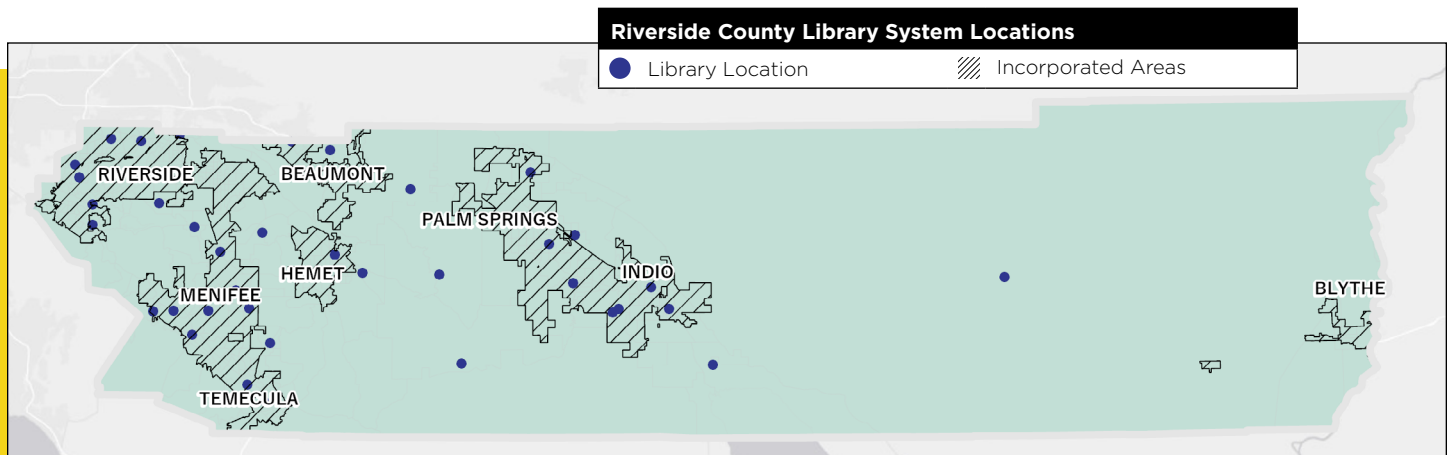 Riverside County Library System Locations
Library Location
Incorporated Areas
RIVERSIDE
BEAUMONT
PALM SPRINGS
HEMET
INDIO
MENIFEE
BLYTHE
TEMECULA